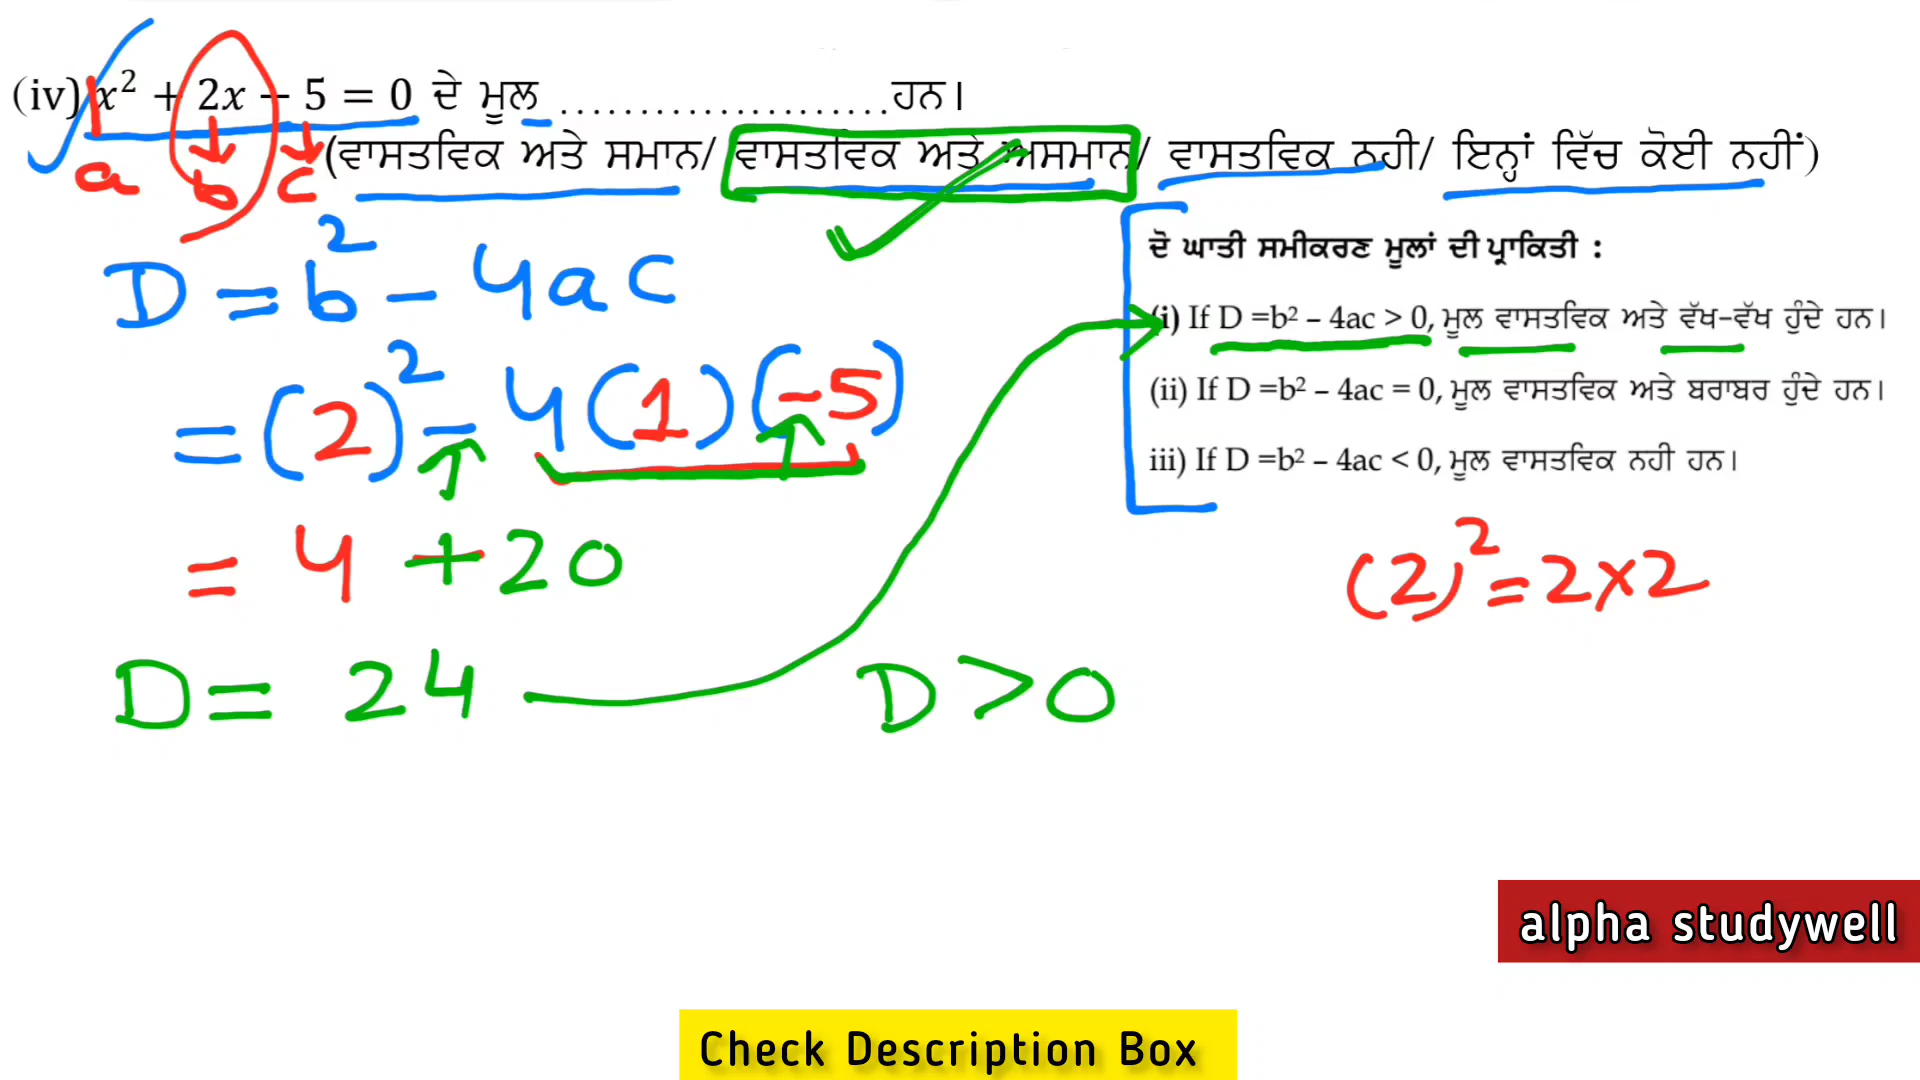 (iv) x² + 2x − 5 = 0 ਦੇ ਮੂਲ .....................ਹਨ।
(ਵਾਸਤਵਿਕ ਅਤੇ ਸਮਾਨ/ ਵਾਸਤਵਿਕ ਅਤੇ ਅਸਮਾਨ/ ਵਾਸਤਵਿਕ ਨਹੀ/ ਇਨ੍ਹਾਂ ਵਿੱਚ ਕੋਈ ਨਹੀਂ)
a b c
D = b² − 4ac
= (2)² − 4(1)(−5)
= 4 + 20
D = 24
D > 0
ਦੋ ਘਾਤੀ ਸਮੀਕਰਣ ਮੂਲਾਂ ਦੀ ਪ੍ਰਾਕਿਤੀ :
(i) If D =b² – 4ac > 0, ਮੂਲ ਵਾਸਤਵਿਕ ਅਤੇ ਵੱਖ-ਵੱਖ ਹੁੰਦੇ ਹਨ।
(ii) If D =b² – 4ac = 0, ਮੂਲ ਵਾਸਤਵਿਕ ਅਤੇ ਬਰਾਬਰ ਹੁੰਦੇ ਹਨ।
iii) If D =b² – 4ac < 0, ਮੂਲ ਵਾਸਤਵਿਕ ਨਹੀ ਹਨ।
(2)² = 2×2
alpha studywell
Check Description Box